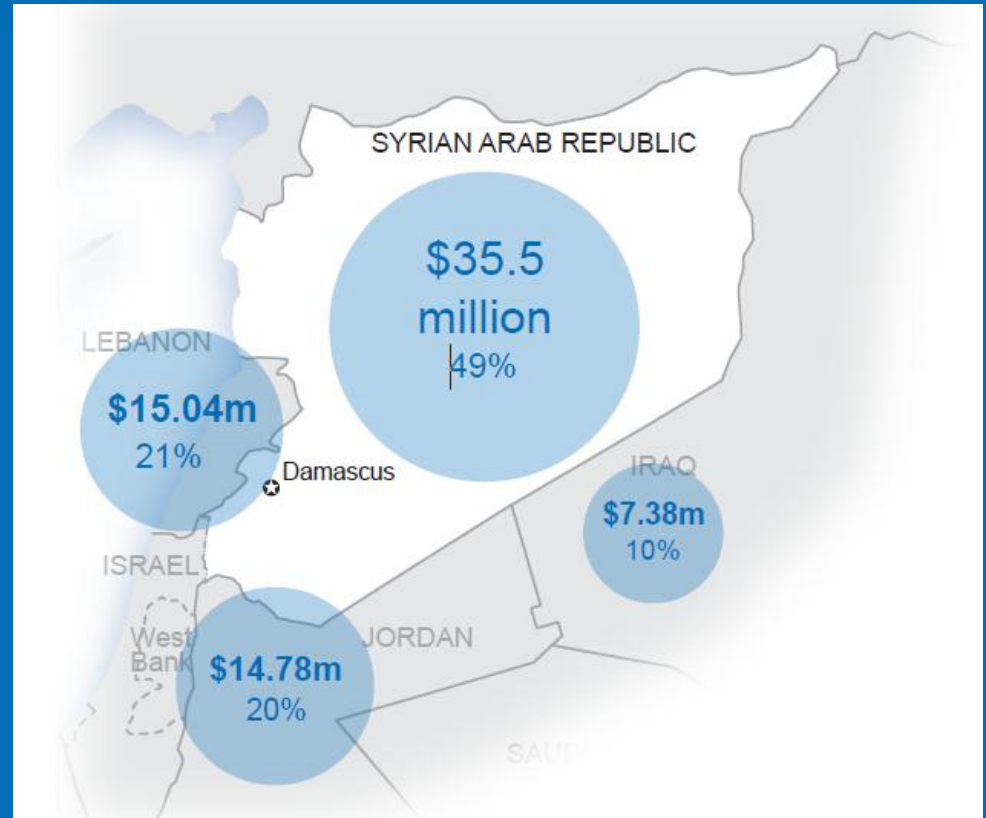 SYRIAN ARAB REPUBLIC
$35.5
million
49%
LEBANON
$15.04m
21%
Damascus
IRAQ
$7.38m
10%
ISRAEL
West
Bank
JORDAN
$14.78m
20%